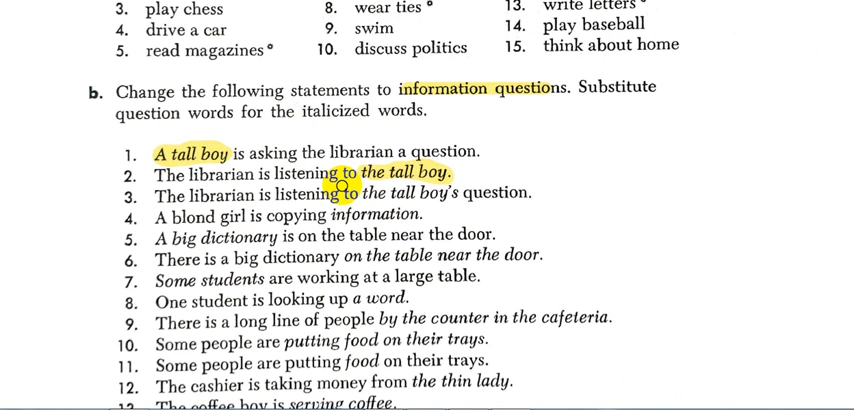 3. play chess
8. wear ties °
13. write letters °
4. drive a car
9. swim
14. play baseball
5. read magazines °
10. discuss politics
15. think about home
b. Change the following statements to information questions. Substitute
question words for the italicized words.
1. A tall boy is asking the librarian a question.
2. The librarian is listening to the tall boy.
3. The librarian is listening to the tall boy's question.
4. A blond girl is copying information.
5. A big dictionary is on the table near the door.
6. There is a big dictionary on the table near the door.
7. Some students are working at a large table.
8. One student is looking up a word.
9. There is a long line of people by the counter in the cafeteria.
10. Some people are putting food on their trays.
11. Some people are putting food on their trays.
12. The cashier is taking money from the thin lady.
13. The coffee boy is serving coffee.